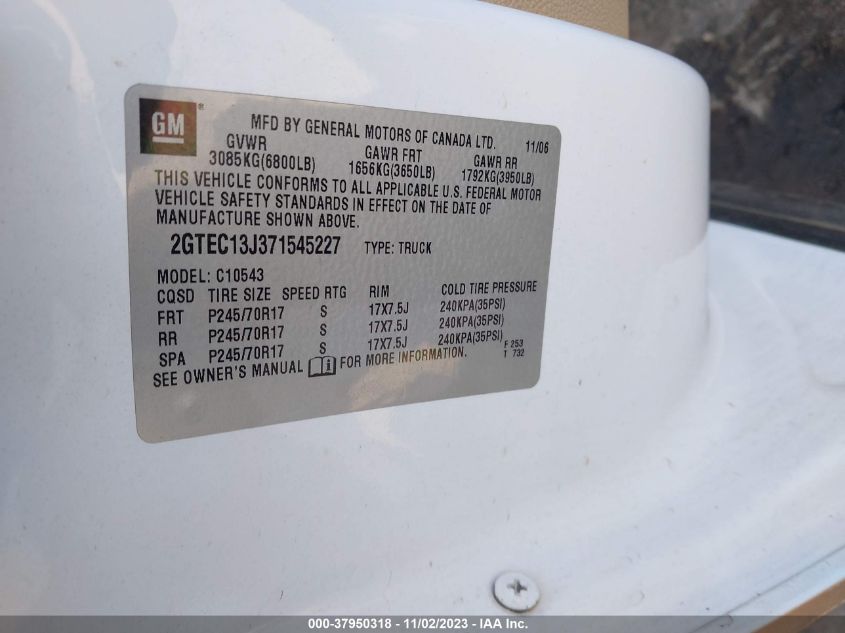 GM ®
MFD BY GENERAL MOTORS OF CANADA LTD. 11/06
GVWR GAWR FRT GAWR RR
3085KG(6800LB) 1656KG(3650LB) 1792KG(3950LB)
THIS VEHICLE CONFORMS TO ALL APPLICABLE U.S. FEDERAL MOTOR
VEHICLE SAFETY STANDARDS IN EFFECT ON THE DATE OF
MANUFACTURE SHOWN ABOVE.
2GTEC13J371545227 TYPE: TRUCK
MODEL: C10543
CQSD TIRE SIZE SPEED RTG RIM COLD TIRE PRESSURE
FRT P245/70R17 S 17X7.5J 240KPA(35PSI)
RR P245/70R17 S 17X7.5J 240KPA(35PSI)
SPA P245/70R17 S 17X7.5J 240KPA(35PSI)
SEE OWNER'S MANUAL i FOR MORE INFORMATION.
F 253
T 732
000-37950318 - 11/02/2023 - IAA Inc.